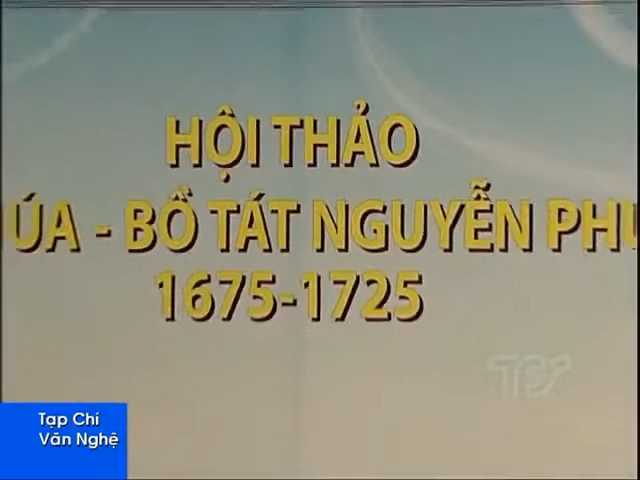 HỘI THẢO
ÚA - BỒ TÁT NGUYỄN PH
1675-1725
Tạp Chí
Văn Nghệ